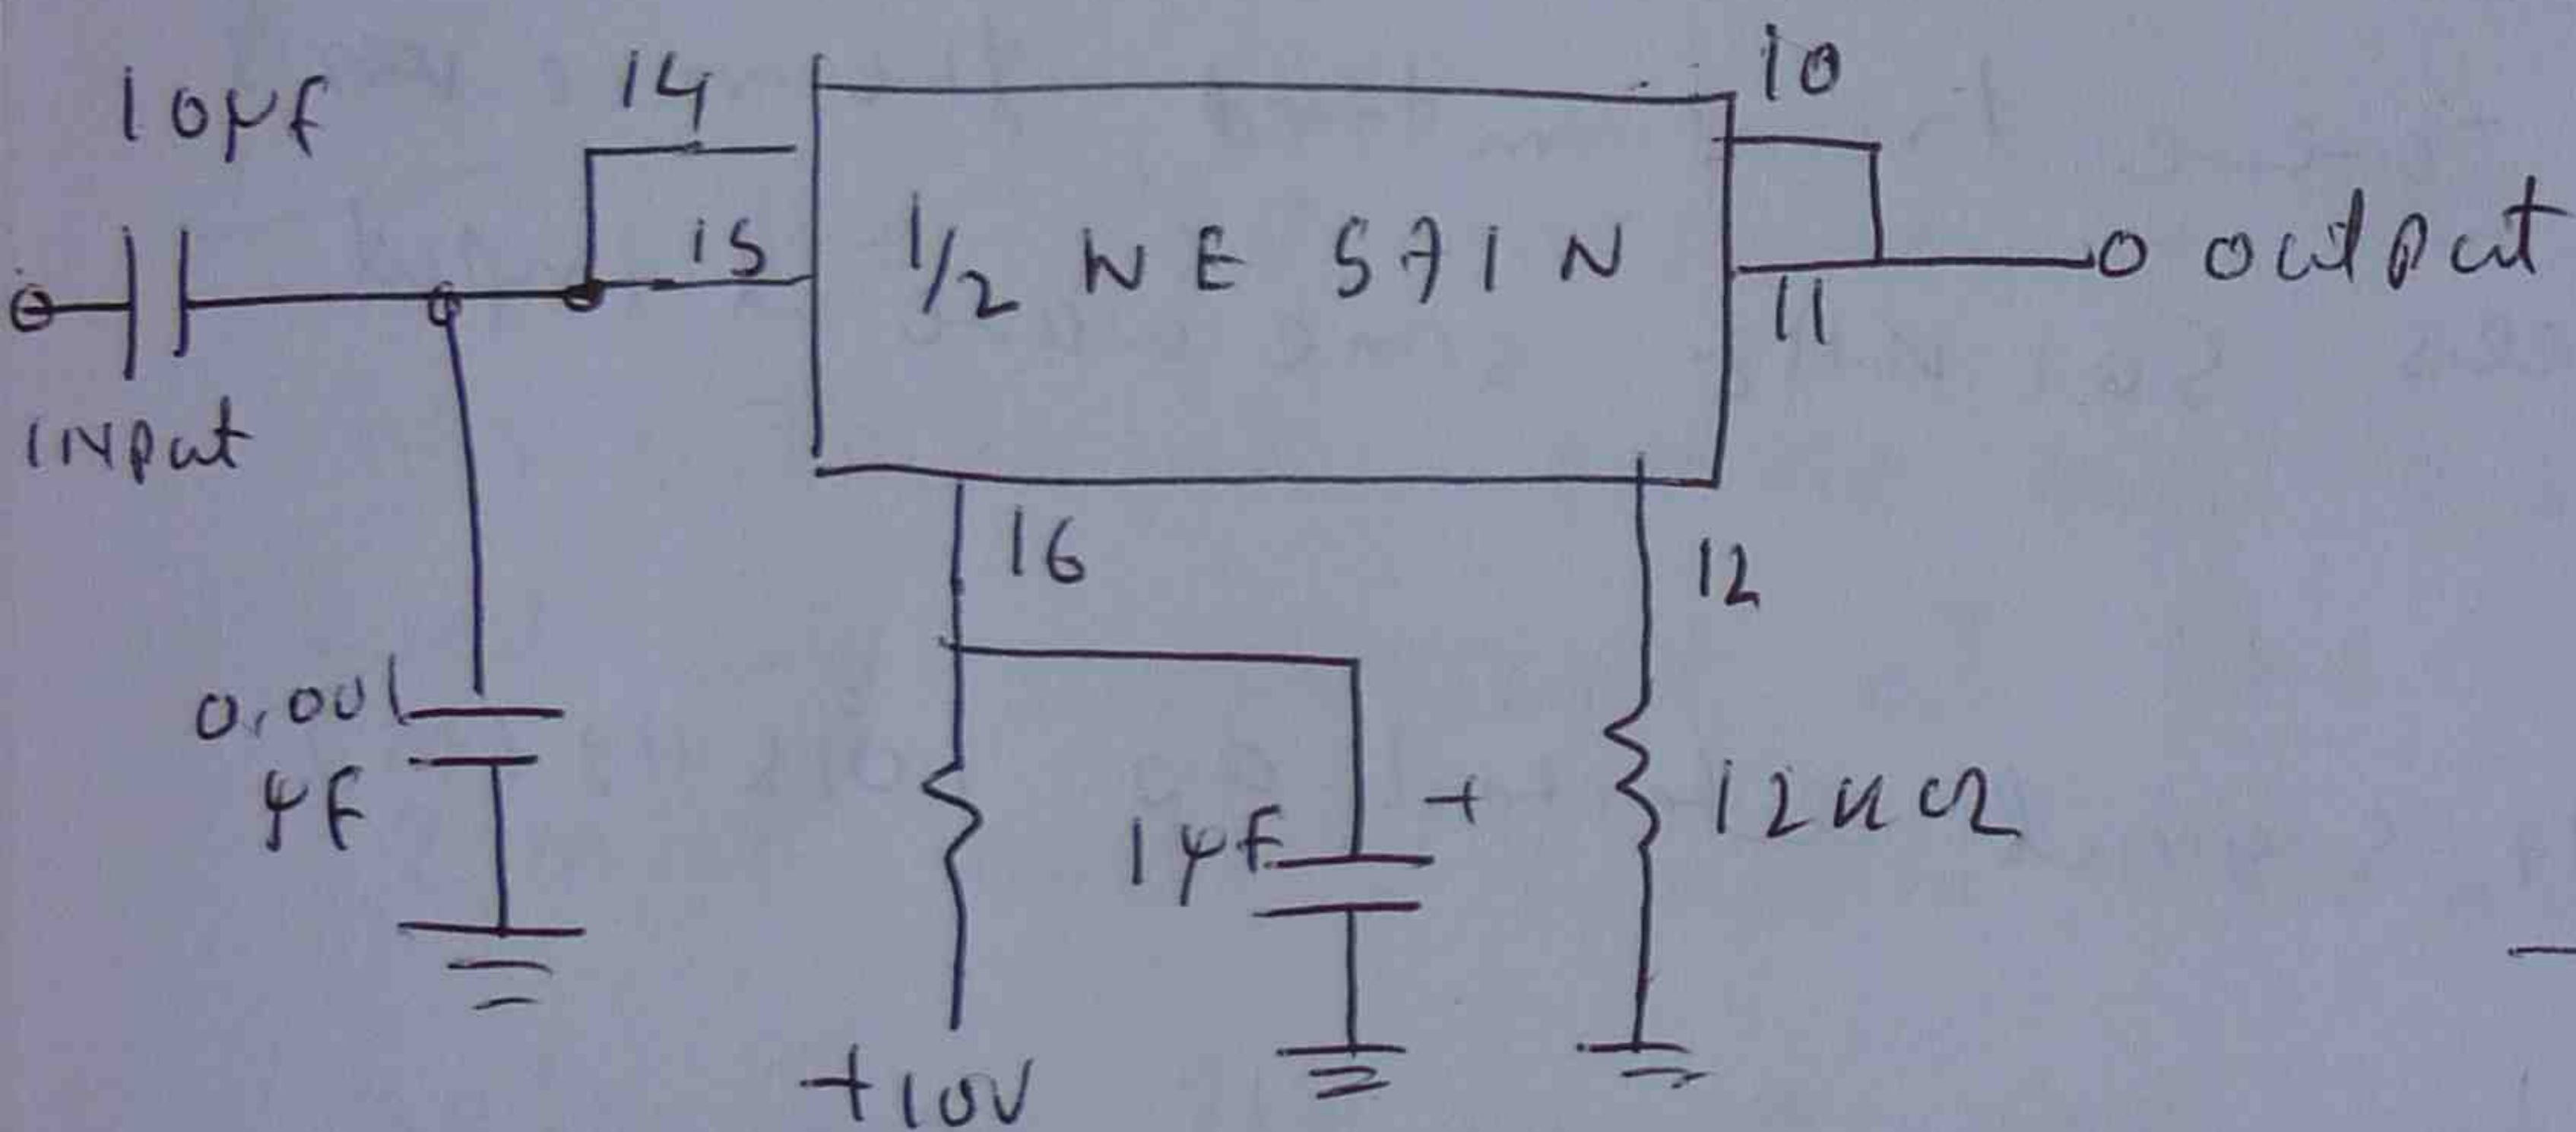 10μf
14
10
15
1/2 NE 571 N
11
output
INput
16
12
0.001
μF
1μF
+
12KΩ
+10V